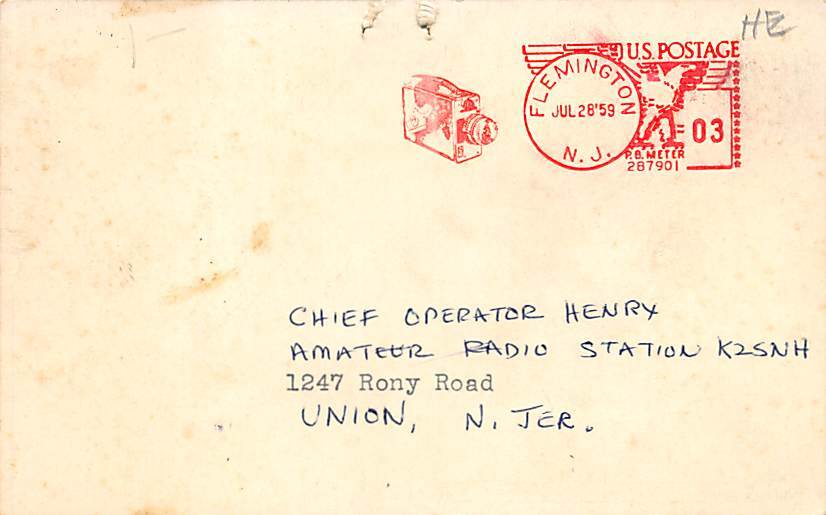 HE
U.S. POSTAGE
FLEMINGTON
JUL 28 '59
N. J.
03
P.B. METER
287901
CHIEF OPERATOR HENRY
AMATEUR RADIO STATION K2SNH
1247 Rony Road
UNION, N. JER.